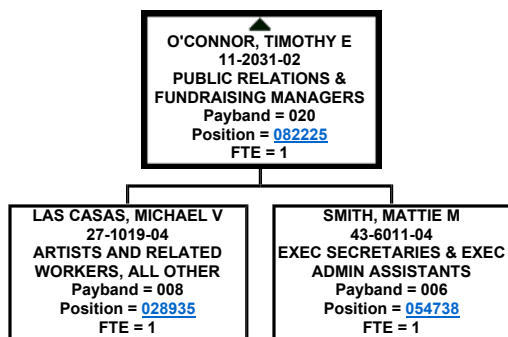 O'CONNOR, TIMOTHY E
11-2031-02
PUBLIC RELATIONS &
FUNDRAISING MANAGERS
Payband = 020
Position = 082225
FTE = 1
LAS CASAS, MICHAEL V
27-1019-04
ARTISTS AND RELATED
WORKERS, ALL OTHER
Payband = 008
Position = 028935
FTE = 1
SMITH, MATTIE M
43-6011-04
EXEC SECRETARIES & EXEC
ADMIN ASSISTANTS
Payband = 006
Position = 054738
FTE = 1